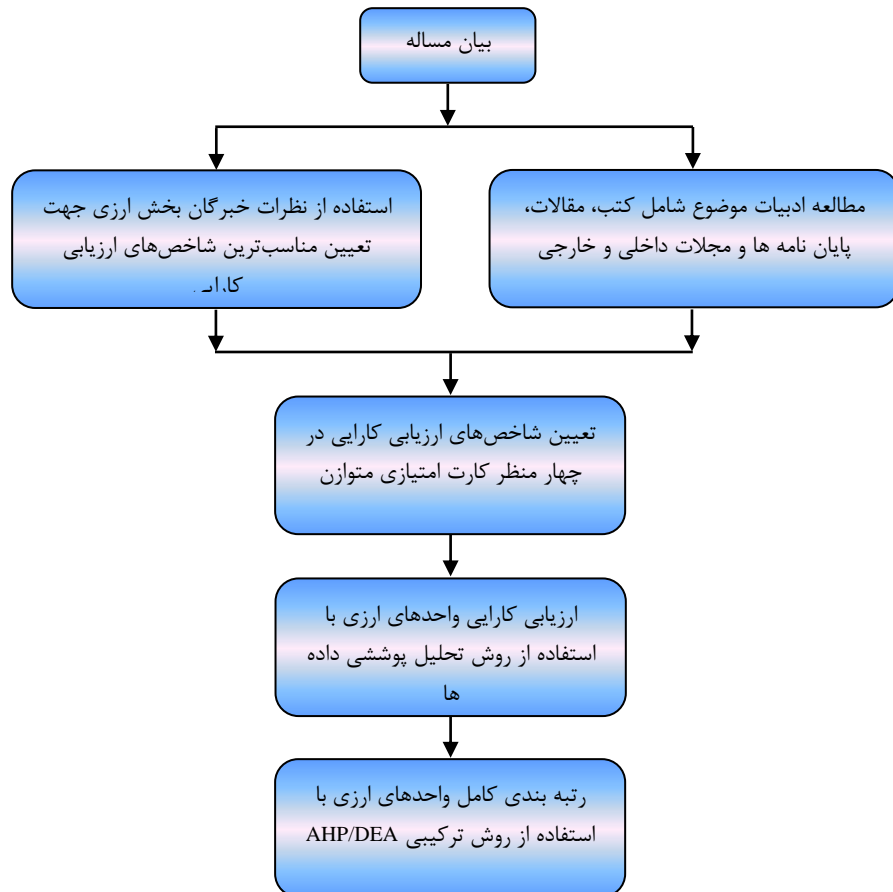 بیان مساله
مطالعه ادبیات موضوع شامل کتب، مقالات،
پایان نامه ها و مجلات داخلی و خارجی
استفاده از نظرات خبرگان بخش ارزی جهت
تعیین مناسب‌ترین شاخص‌های ارزیابی
کارایی
تعیین شاخص‌های ارزیابی کارایی در
چهار منظر کارت امتیازی متوازن
ارزیابی کارایی واحدهای ارزی با
استفاده از روش تحلیل پوششی داده
ها
رتبه بندی کامل واحدهای ارزی با
استفاده از روش ترکیبی AHP/DEA